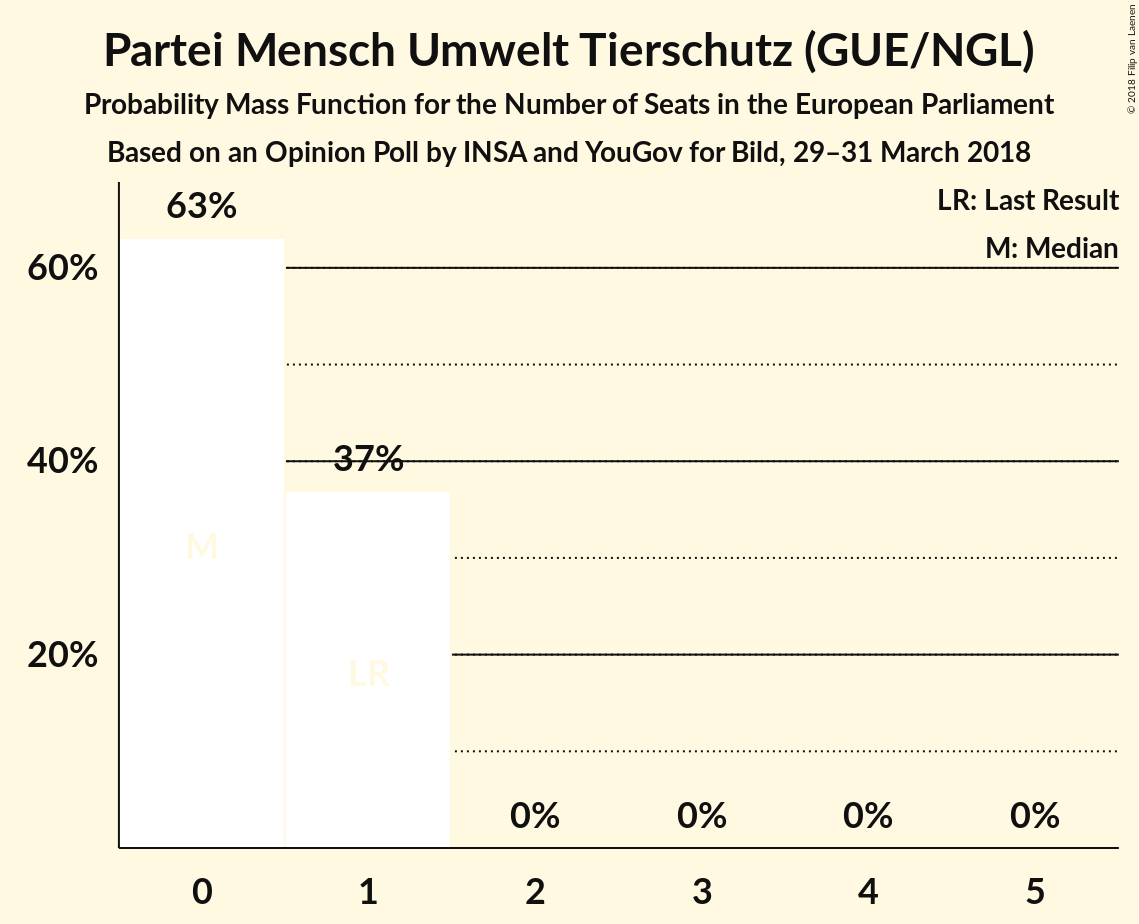 Partei Mensch Umwelt Tierschutz (GUE/NGL)
Probability Mass Function for the Number of Seats in the European Parliament
Based on an Opinion Poll by INSA and YouGov for Bild, 29–31 March 2018
© 2018 Filip van Laenen
LR: Last Result
M: Median
63%
60%
37%
40%
M
LR
20%
0% 0% 0% 0%
0 1 2 3 4 5